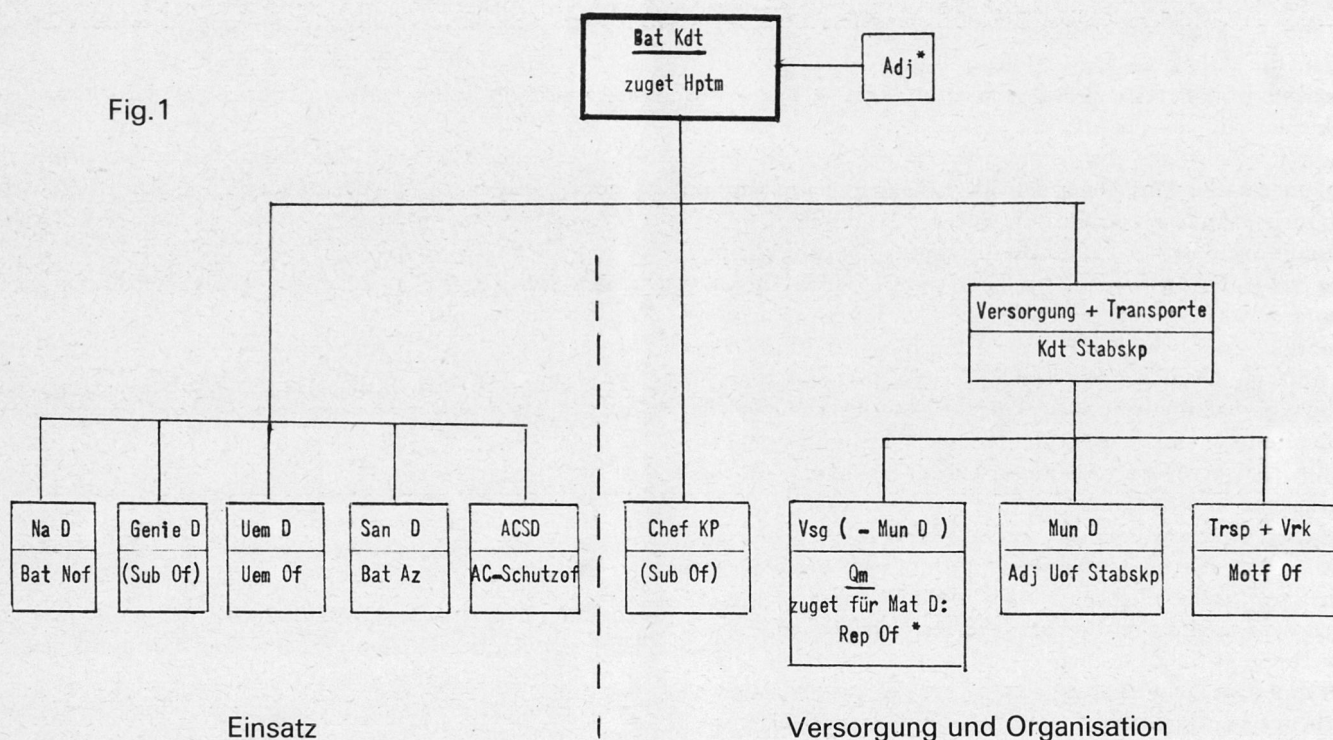 Fig.1
Bat Kdt
zuget Hptm
Adj*
Versorgung + Transporte
Kdt Stabskp
Na D
Bat Nof
Genie D
(Sub Of)
Uem D
Uem Of
San D
Bat Az
ACSD
AC-Schutzof
Chef KP
(Sub Of)
Vsg ( - Mun D )
Qm
zuget für Mat D:
Rep Of *
Mun D
Adj Uof Stabskp
Trsp + Vrk
Motf Of
Einsatz
Versorgung und Organisation